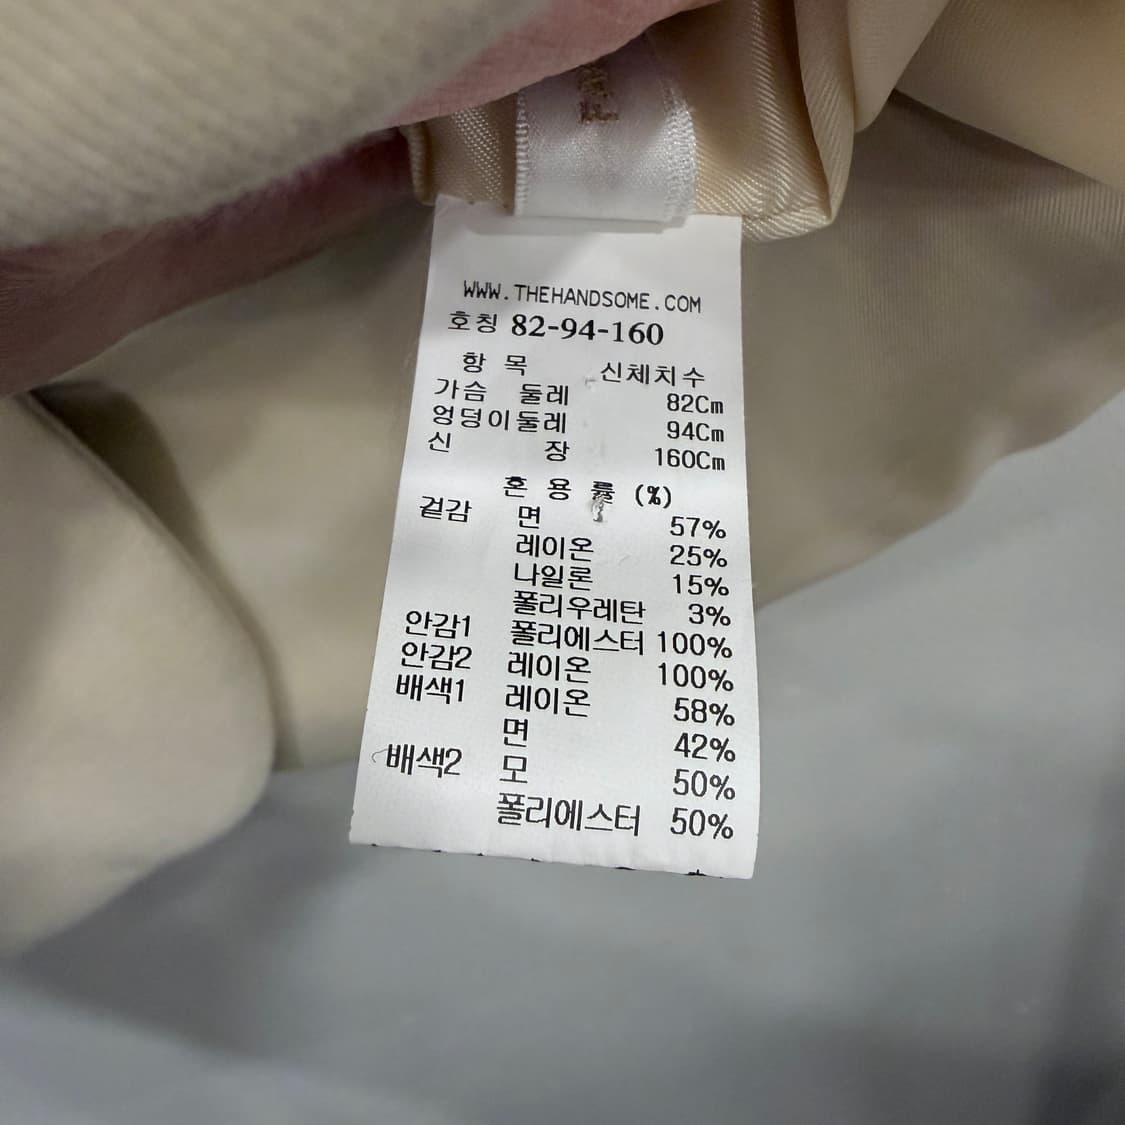 WWW.THEHANDSOME.COM
호칭 82-94-160
항 목 신체치수
가슴 둘레 82Cm
엉덩이둘레 94Cm
신 장 160Cm
혼 용 률 (%)
겉감 면 57%
레이온 25%
나일론 15%
폴리우레탄 3%
안감1 폴리에스터 100%
안감2 레이온 100%
배색1 레이온 58%
면 42%
배색2 모 50%
폴리에스터 50%